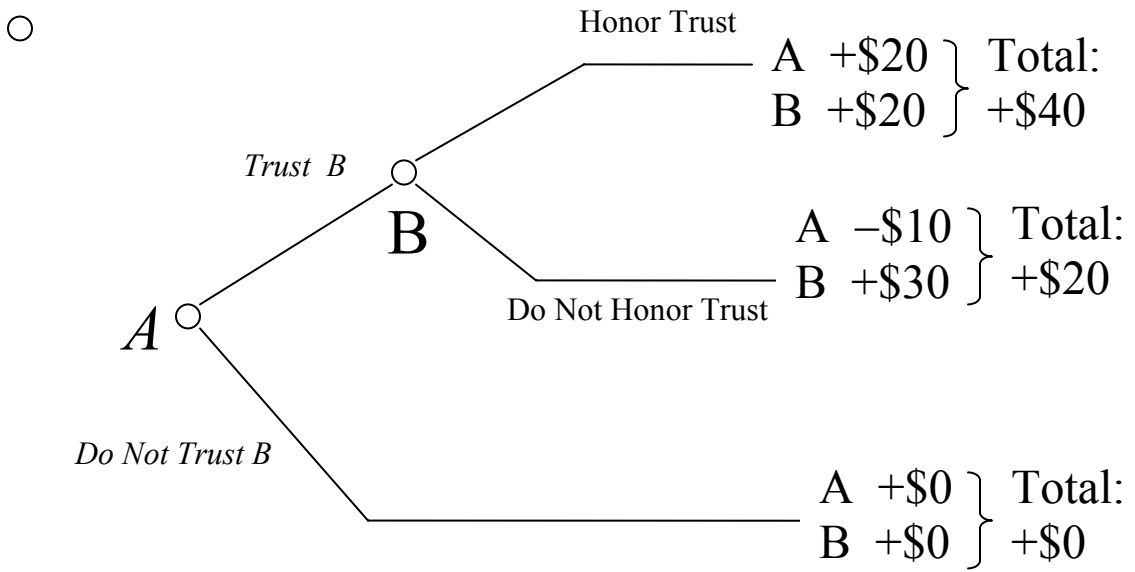 Honor Trust
A +$20 Total:
B +$20 +$40
Trust B
B
A –$10 Total:
B +$30 +$20
Do Not Honor Trust
A
Do Not Trust B
A +$0 Total:
B +$0 +$0